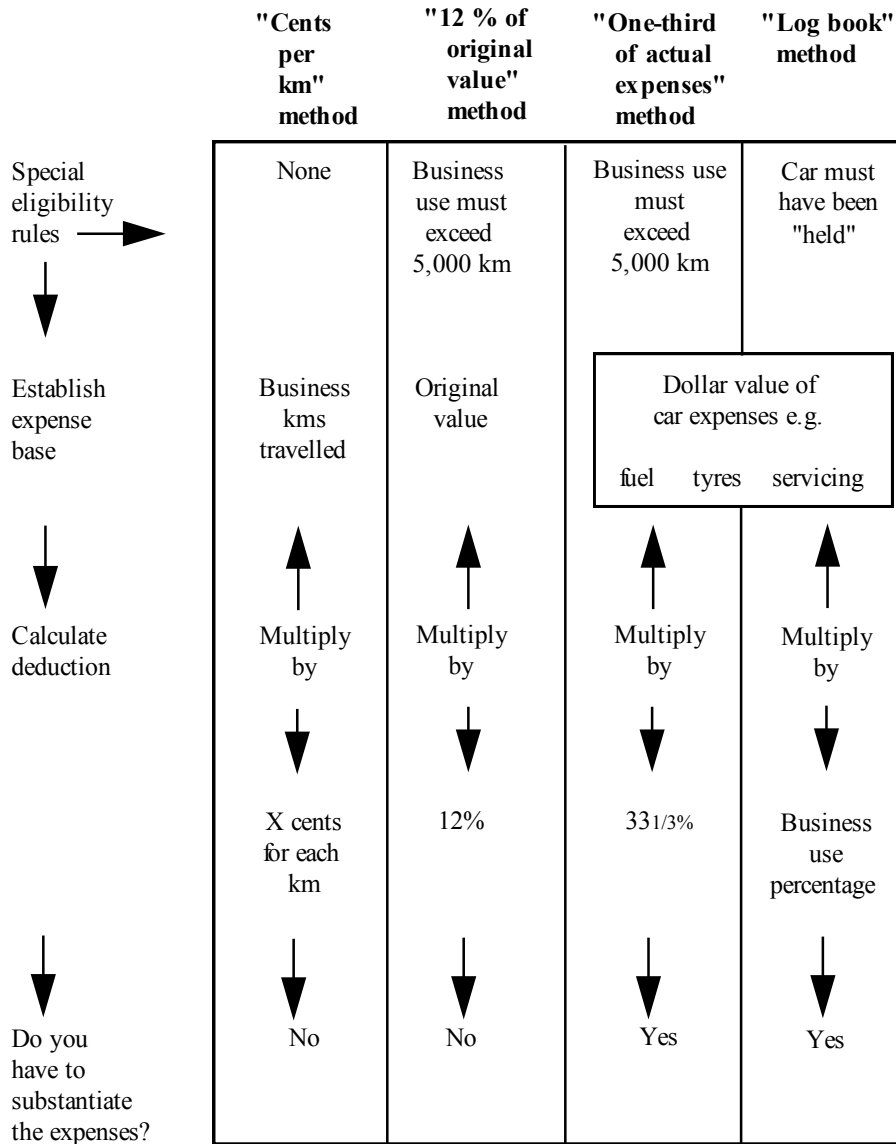 "Cents
per
km"
method
"12 % of
original
value"
method
"One-third
of actual
expenses"
method
"Log book"
method
Special
eligibility
rules
None
Business
use must
exceed
5,000 km
Business use
must
exceed
5,000 km
Car must
have been
"held"
Establish
expense
base
Business
kms
travelled
Original
value
Dollar value of
car expenses e.g.
fuel tyres servicing
Calculate
deduction
Multiply
by
Multiply
by
Multiply
by
Multiply
by
X cents
for each
km
12%
33 1/3%
Business
use
percentage
Do you
have to
substantiate
the expenses?
No
No
Yes
Yes